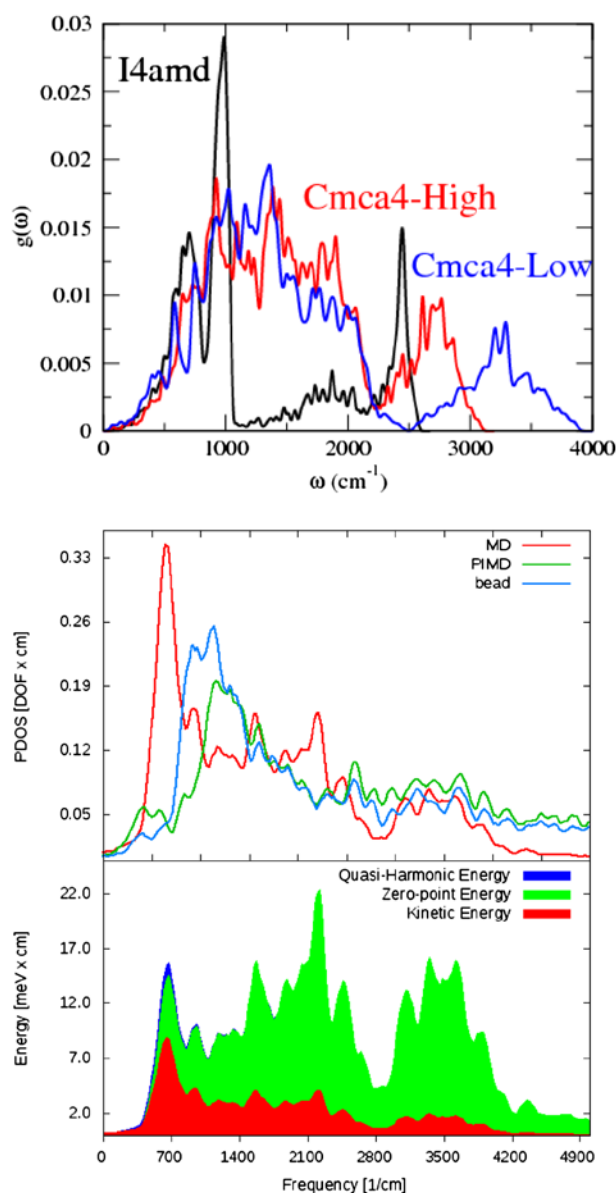 0.03
I4amd
0.025
0.02
Cmca4-High
g(ω)
0.015
Cmca4-Low
0.01
0.005
0
0 1000 2000 3000 4000
ω (cm⁻¹)
MD
PIMD
bead
0.33
0.26
0.19
0.12
0.05
PDOS [DOF x cm]
Quasi-Harmonic Energy
Zero-point Energy
Kinetic Energy
22.0
17.0
12.0
7.0
2.0
Energy [meV x cm]
0 700 1400 2100 2800 3500 4200 4900
Frequency [1/cm]